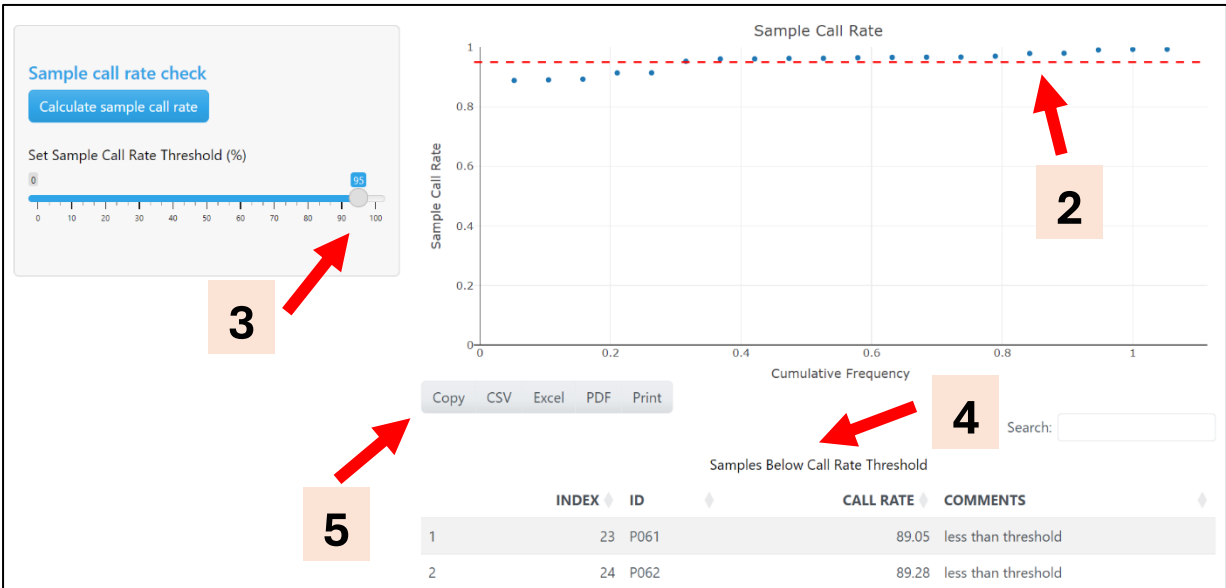 Sample call rate check
Calculate sample call rate
Set Sample Call Rate Threshold (%)
0 95
0 10 20 30 40 50 60 70 80 90 100
3
Sample Call Rate
1
0.8
0.6
0.4
0.2
0
Sample Call Rate
0 0.2 0.4 0.6 0.8 1
Cumulative Frequency
2
Copy CSV Excel PDF Print
4
Search:
5
Samples Below Call Rate Threshold
INDEX ID CALL RATE COMMENTS
1 23 P061 89.05 less than threshold
2 24 P062 89.28 less than threshold